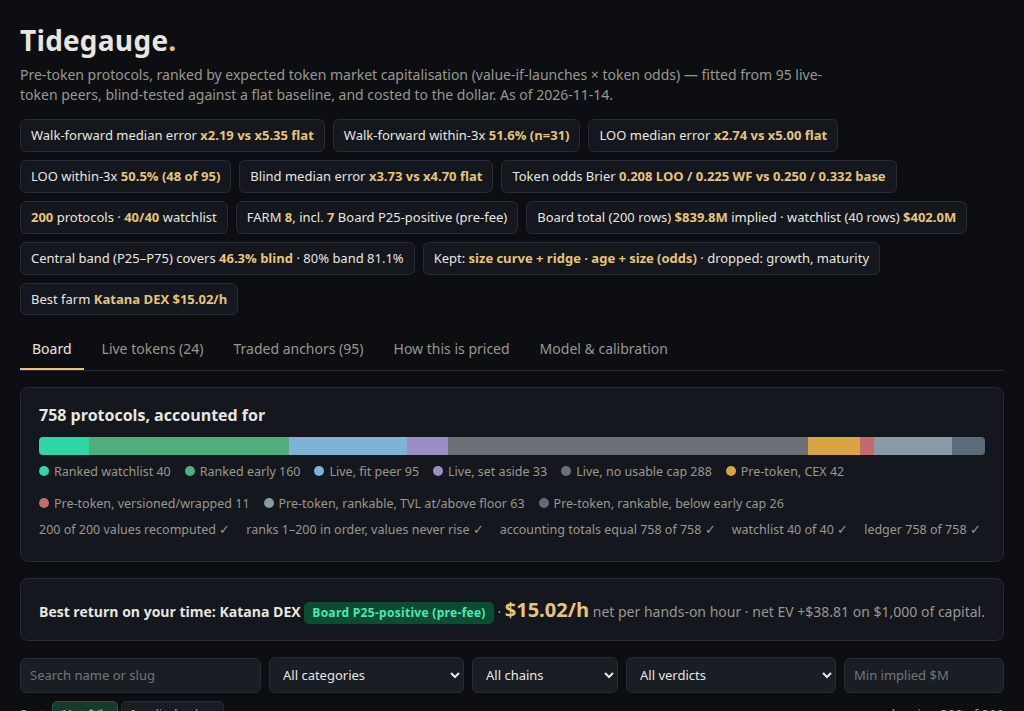 Tidegauge.
Pre-token protocols, ranked by expected token market capitalisation (value-if-launches × token odds) — fitted from 95 live-
token peers, blind-tested against a flat baseline, and costed to the dollar. As of 2026-11-14.
Walk-forward median error x2.19 vs x5.35 flat
Walk-forward within-3x 51.6% (n=31)
LOO median error x2.74 vs x5.00 flat
LOO within-3x 50.5% (48 of 95)
Blind median error x3.73 vs x4.70 flat
Token odds Brier 0.208 LOO / 0.225 WF vs 0.250 / 0.332 base
200 protocols · 40/40 watchlist
FARM 8, incl. 7 Board P25-positive (pre-fee)
Board total (200 rows) $839.8M implied · watchlist (40 rows) $402.0M
Central band (P25–P75) covers 46.3% blind · 80% band 81.1%
Kept: size curve + ridge · age + size (odds) · dropped: growth, maturity
Best farm Katana DEX $15.02/h
Board
Live tokens (24)
Traded anchors (95)
How this is priced
Model & calibration
758 protocols, accounted for
Ranked watchlist 40
Ranked early 160
Live, fit peer 95
Live, set aside 33
Live, no usable cap 288
Pre-token, CEX 42
Pre-token, versioned/wrapped 11
Pre-token, rankable, TVL at/above floor 63
Pre-token, rankable, below early cap 26
200 of 200 values recomputed ✓
ranks 1–200 in order, values never rise ✓
accounting totals equal 758 of 758 ✓
watchlist 40 of 40 ✓
ledger 758 of 758 ✓
Best return on your time: Katana DEX Board P25-positive (pre-fee) · $15.02/h net per hands-on hour · net EV +$38.81 on $1,000 of capital.
Search name or slug
All categories
All chains
All verdicts
Min implied $M